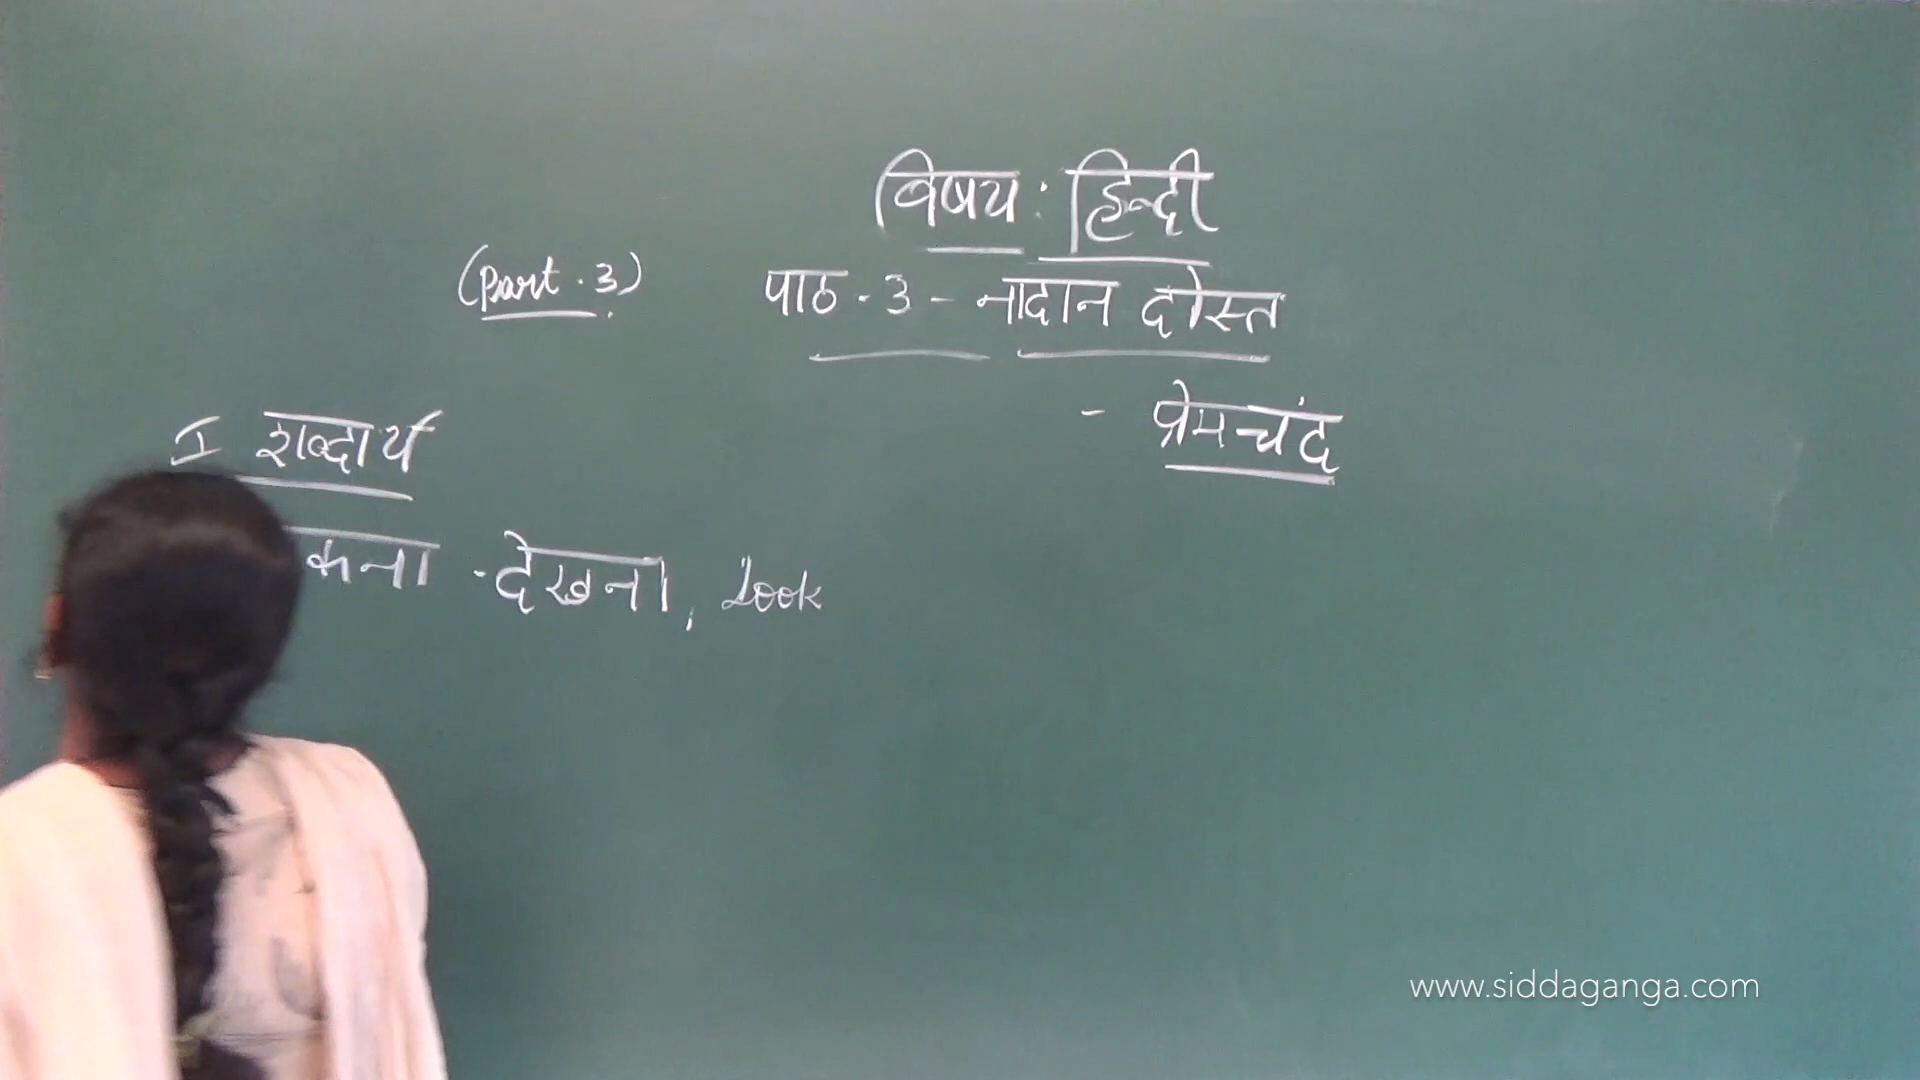 विषय : हिन्दी
(Part . 3) पाठ - 3 - नादान दोस्त
- प्रेमचंद
I शब्दार्थ
कना - देखना, Look
www.siddaganga.com